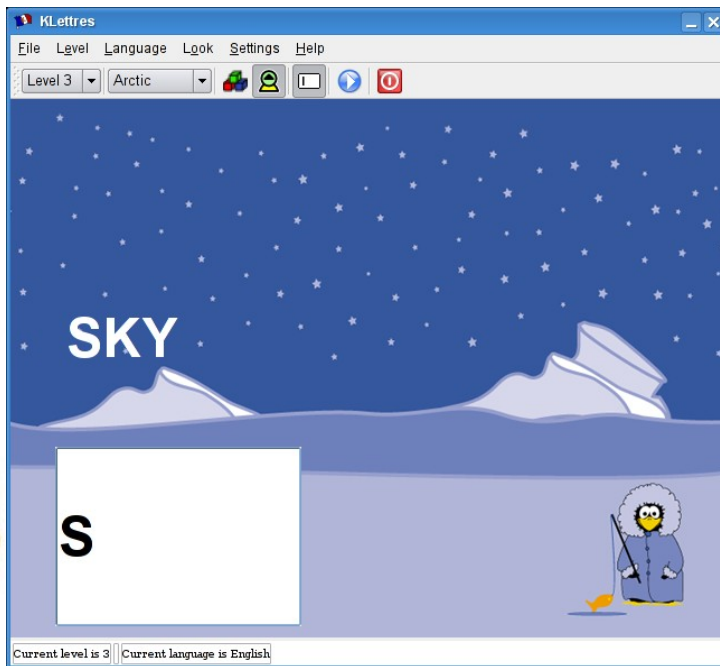 KLettres
File Level Language Look Settings Help
Level 3 Arctic
SKY
S
Current level is 3 Current language is English